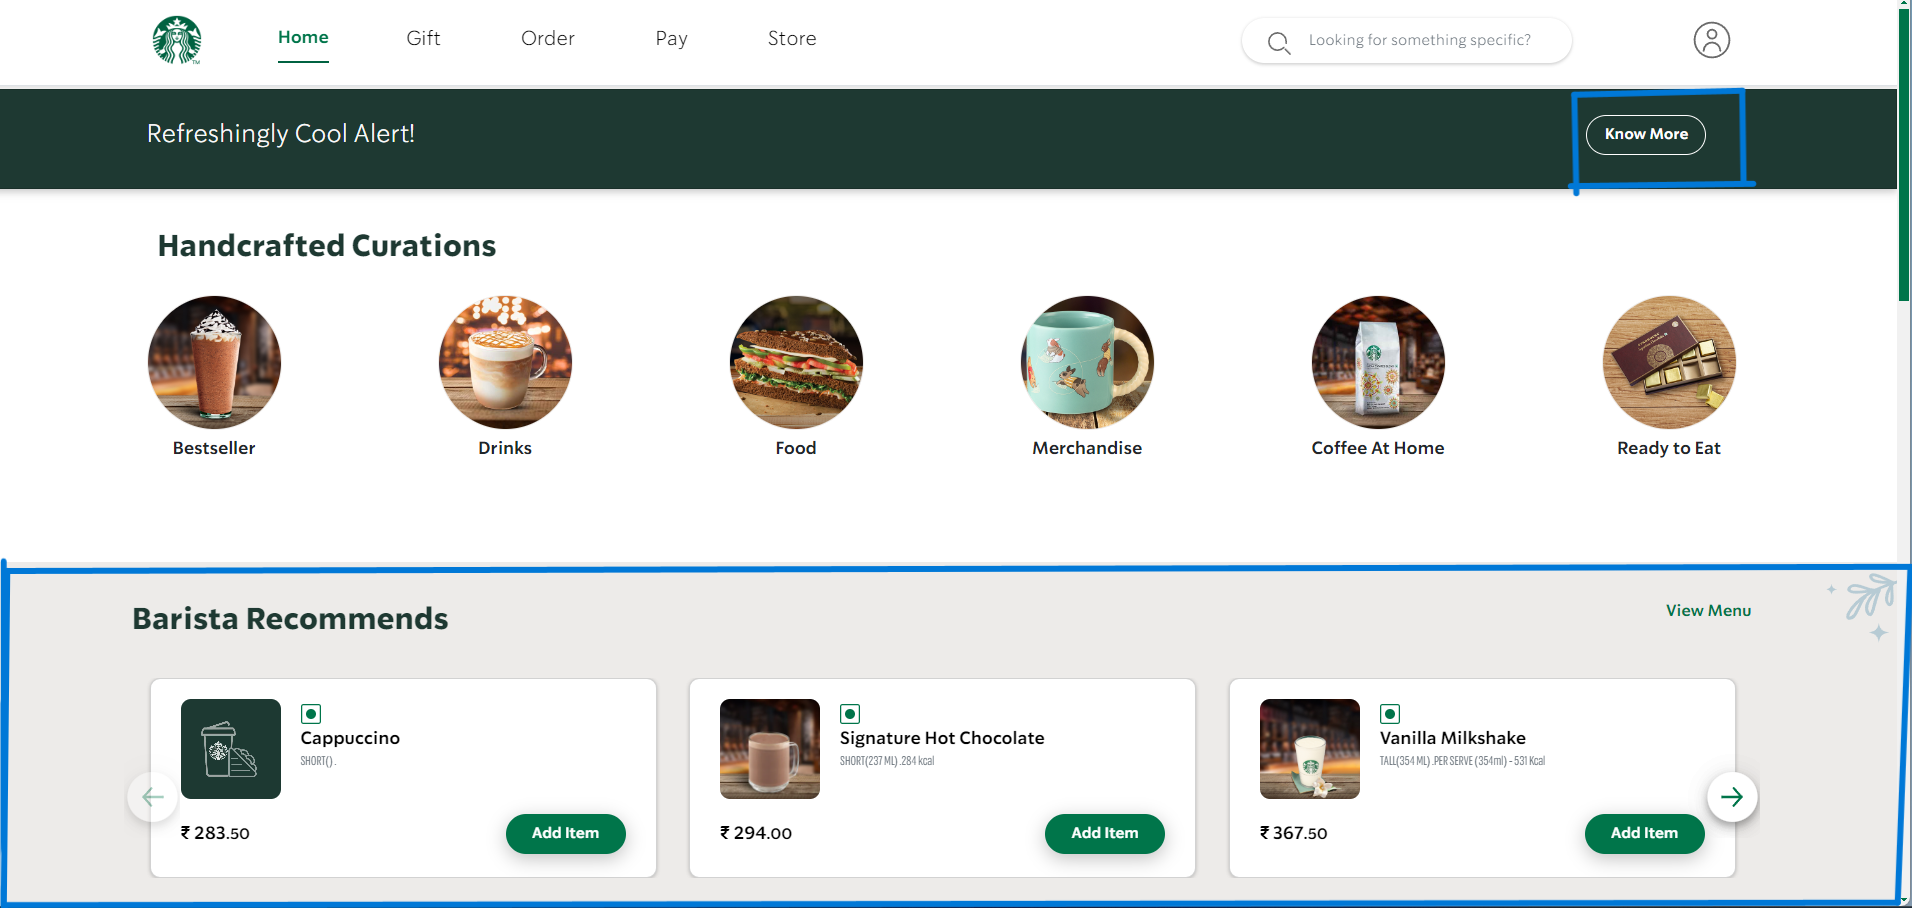 Home Gift Order Pay Store Looking for something specific?
Refreshingly Cool Alert! Know More
Handcrafted Curations
Bestseller Drinks Food Merchandise Coffee At Home Ready to Eat
Barista Recommends View Menu
Cappuccino
SHORT() .
₹ 283.50 Add Item
Signature Hot Chocolate
SHORT(237 ML) .284 kcal
₹ 294.00 Add Item
Vanilla Milkshake
TALL(354 ML) .PER SERVE (354ml) - 531 Kcal
₹ 367.50 Add Item